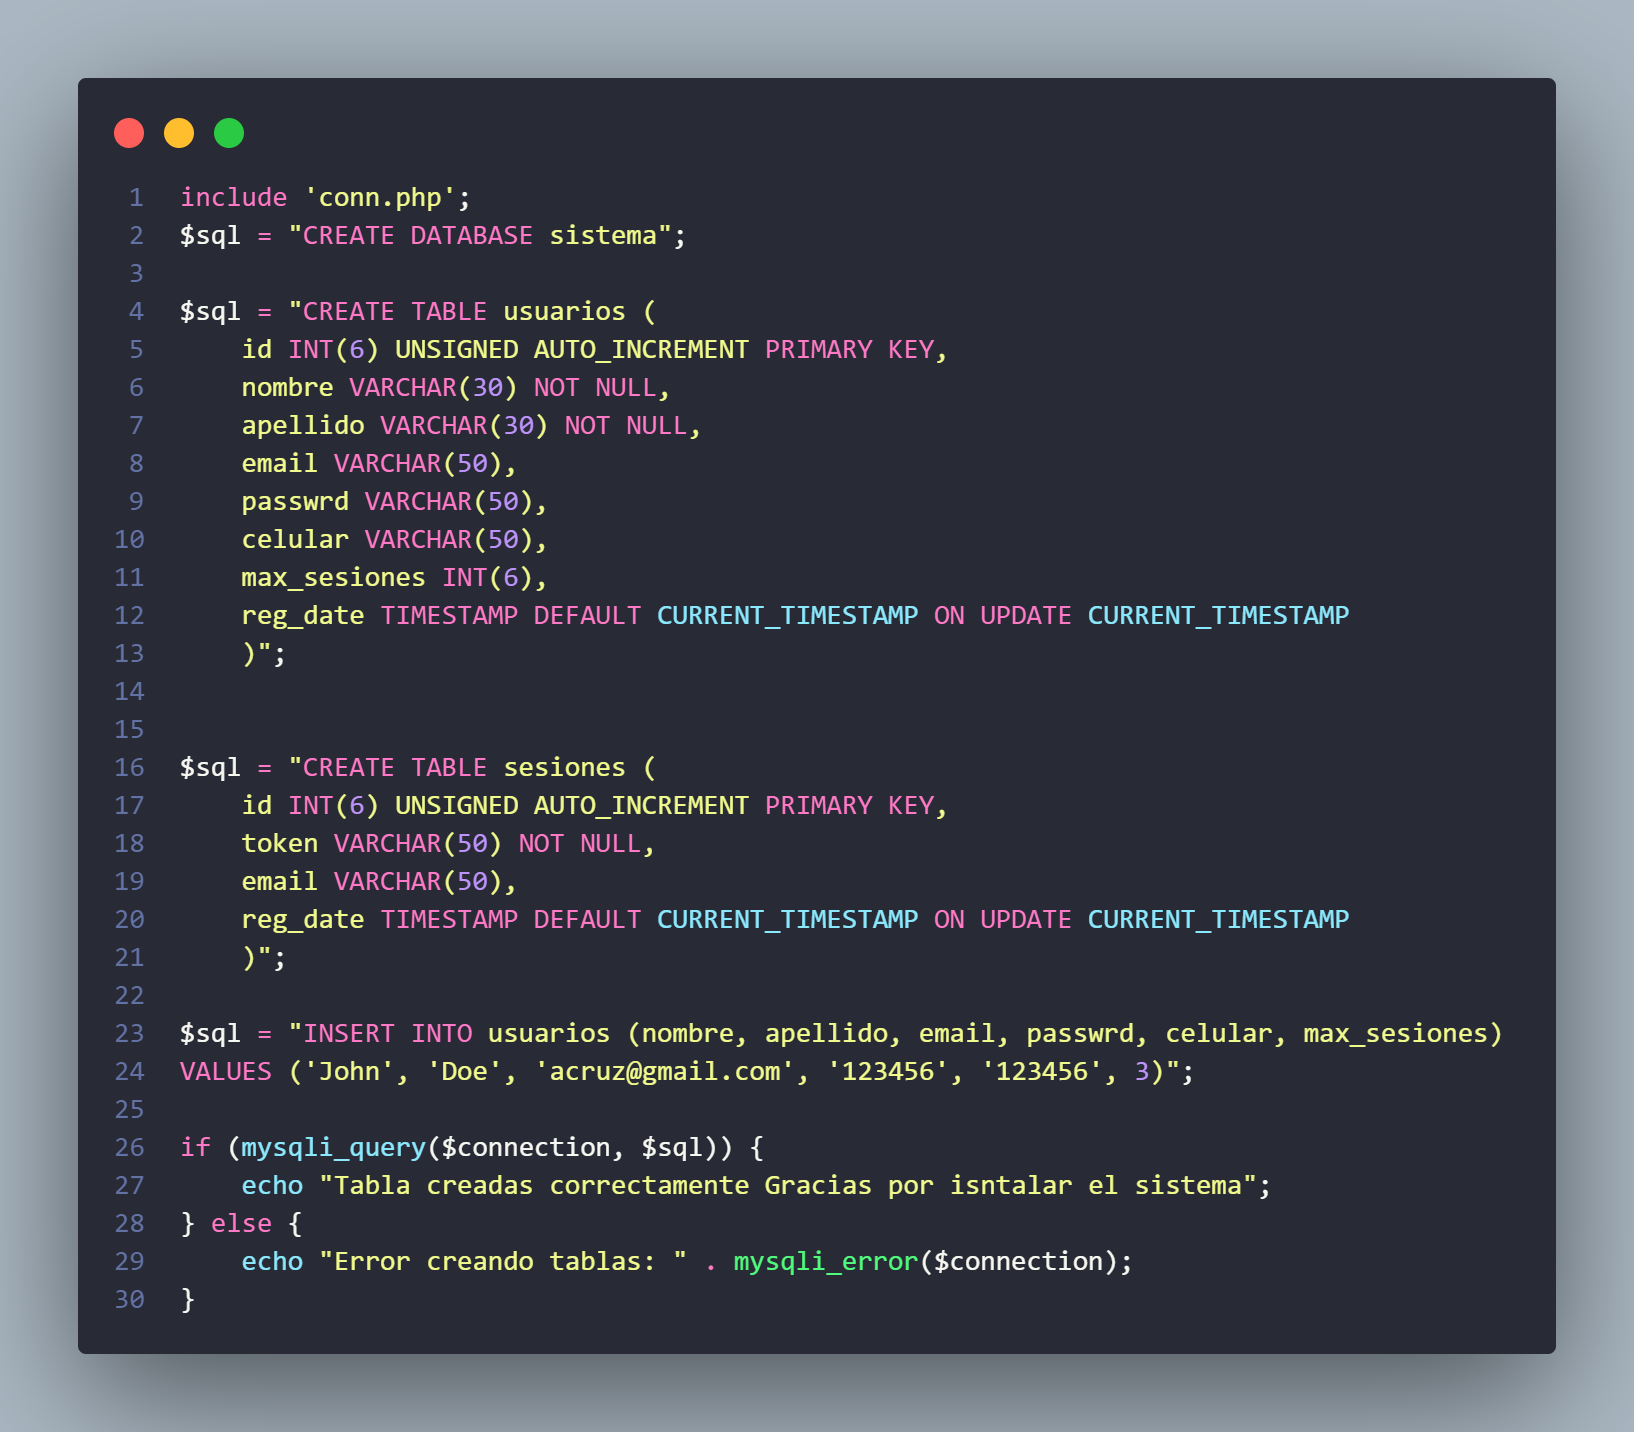 1 include 'conn.php';
2 $sql = "CREATE DATABASE sistema";
3
4 $sql = "CREATE TABLE usuarios (
5     id INT(6) UNSIGNED AUTO_INCREMENT PRIMARY KEY,
6     nombre VARCHAR(30) NOT NULL,
7     apellido VARCHAR(30) NOT NULL,
8     email VARCHAR(50),
9     passwrd VARCHAR(50),
10     celular VARCHAR(50),
11     max_sesiones INT(6),
12     reg_date TIMESTAMP DEFAULT CURRENT_TIMESTAMP ON UPDATE CURRENT_TIMESTAMP
13     )";
14
15
16 $sql = "CREATE TABLE sesiones (
17     id INT(6) UNSIGNED AUTO_INCREMENT PRIMARY KEY,
18     token VARCHAR(50) NOT NULL,
19     email VARCHAR(50),
20     reg_date TIMESTAMP DEFAULT CURRENT_TIMESTAMP ON UPDATE CURRENT_TIMESTAMP
21     )";
22
23 $sql = "INSERT INTO usuarios (nombre, apellido, email, passwrd, celular, max_sesiones)
24 VALUES ('John', 'Doe', 'acruz@gmail.com', '123456', '123456', 3)";
25
26 if (mysqli_query($connection, $sql)) {
27     echo "Tabla creadas correctamente Gracias por isntalar el sistema";
28 } else {
29     echo "Error creando tablas: " . mysqli_error($connection);
30 }